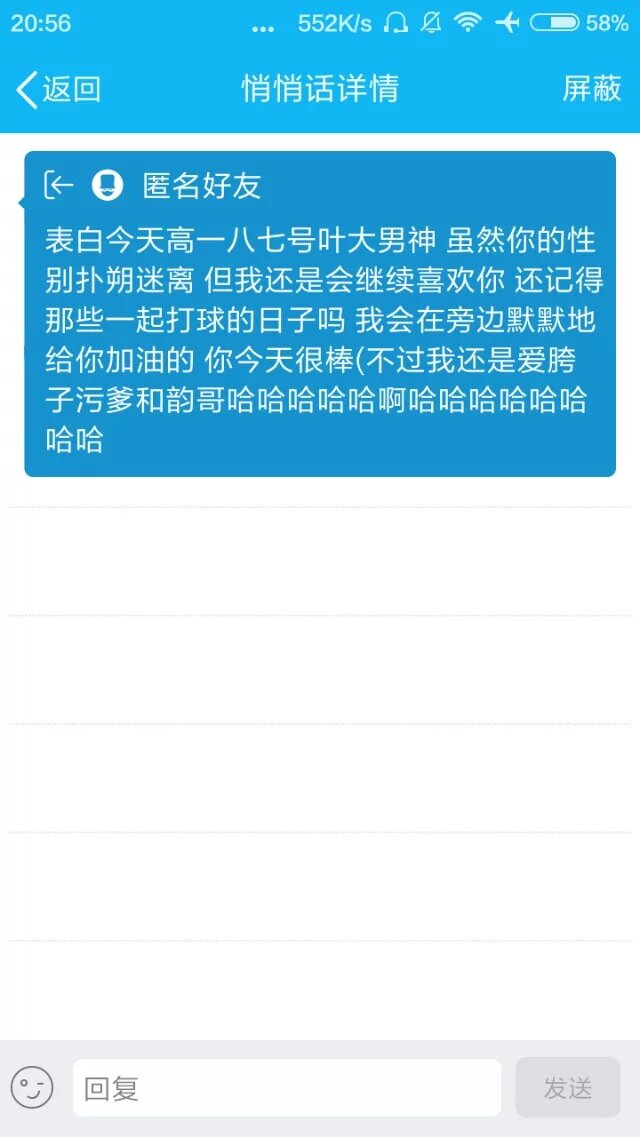 20:56 ... 552K/s 58%
返回 悄悄话详情 屏蔽
匿名好友
表白今天高一八七号叶大男神 虽然你的性
别扑朔迷离 但我还是会继续喜欢你 还记得
那些一起打球的日子吗 我会在旁边默默地
给你加油的 你今天很棒(不过我还是爱胯
子污爹和韵哥哈哈哈哈哈啊哈哈哈哈哈哈
哈哈
回复 发送